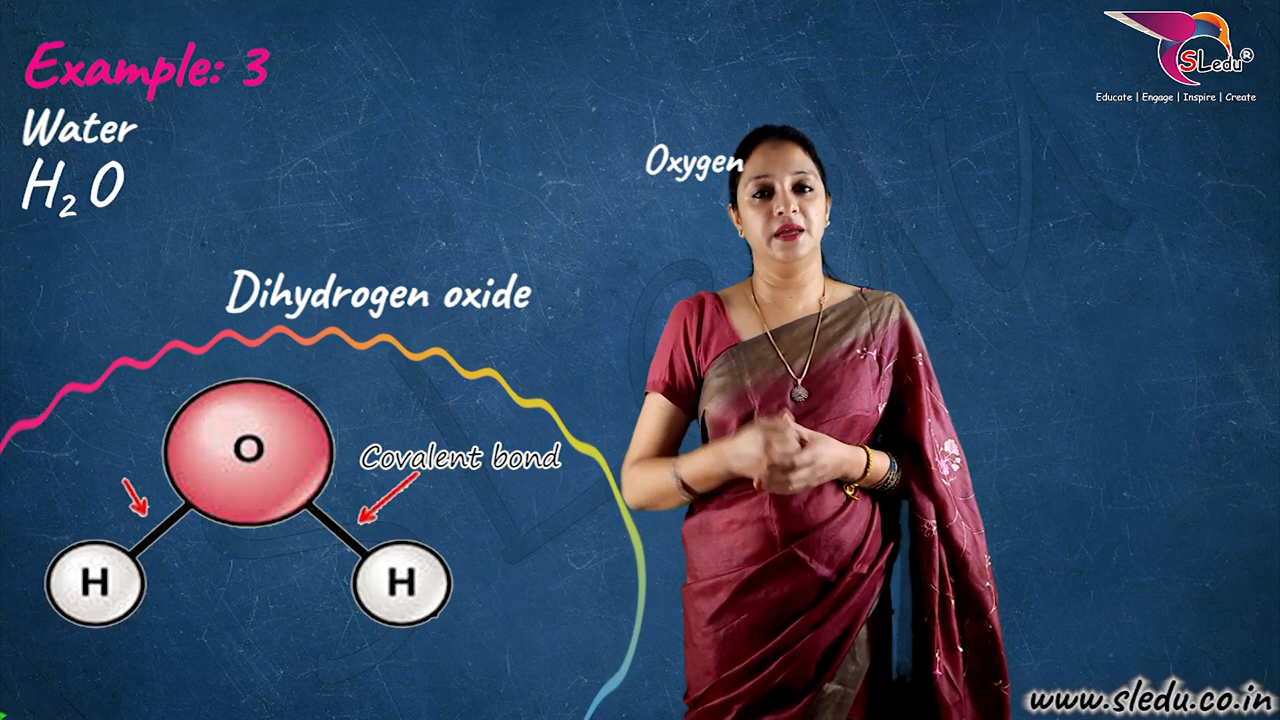 Example: 3
Water
H₂O
SLedu®
Educate | Engage | Inspire | Create
Oxygen
Dihydrogen oxide
O
Covalent bond
H
H
www.sledu.co.in